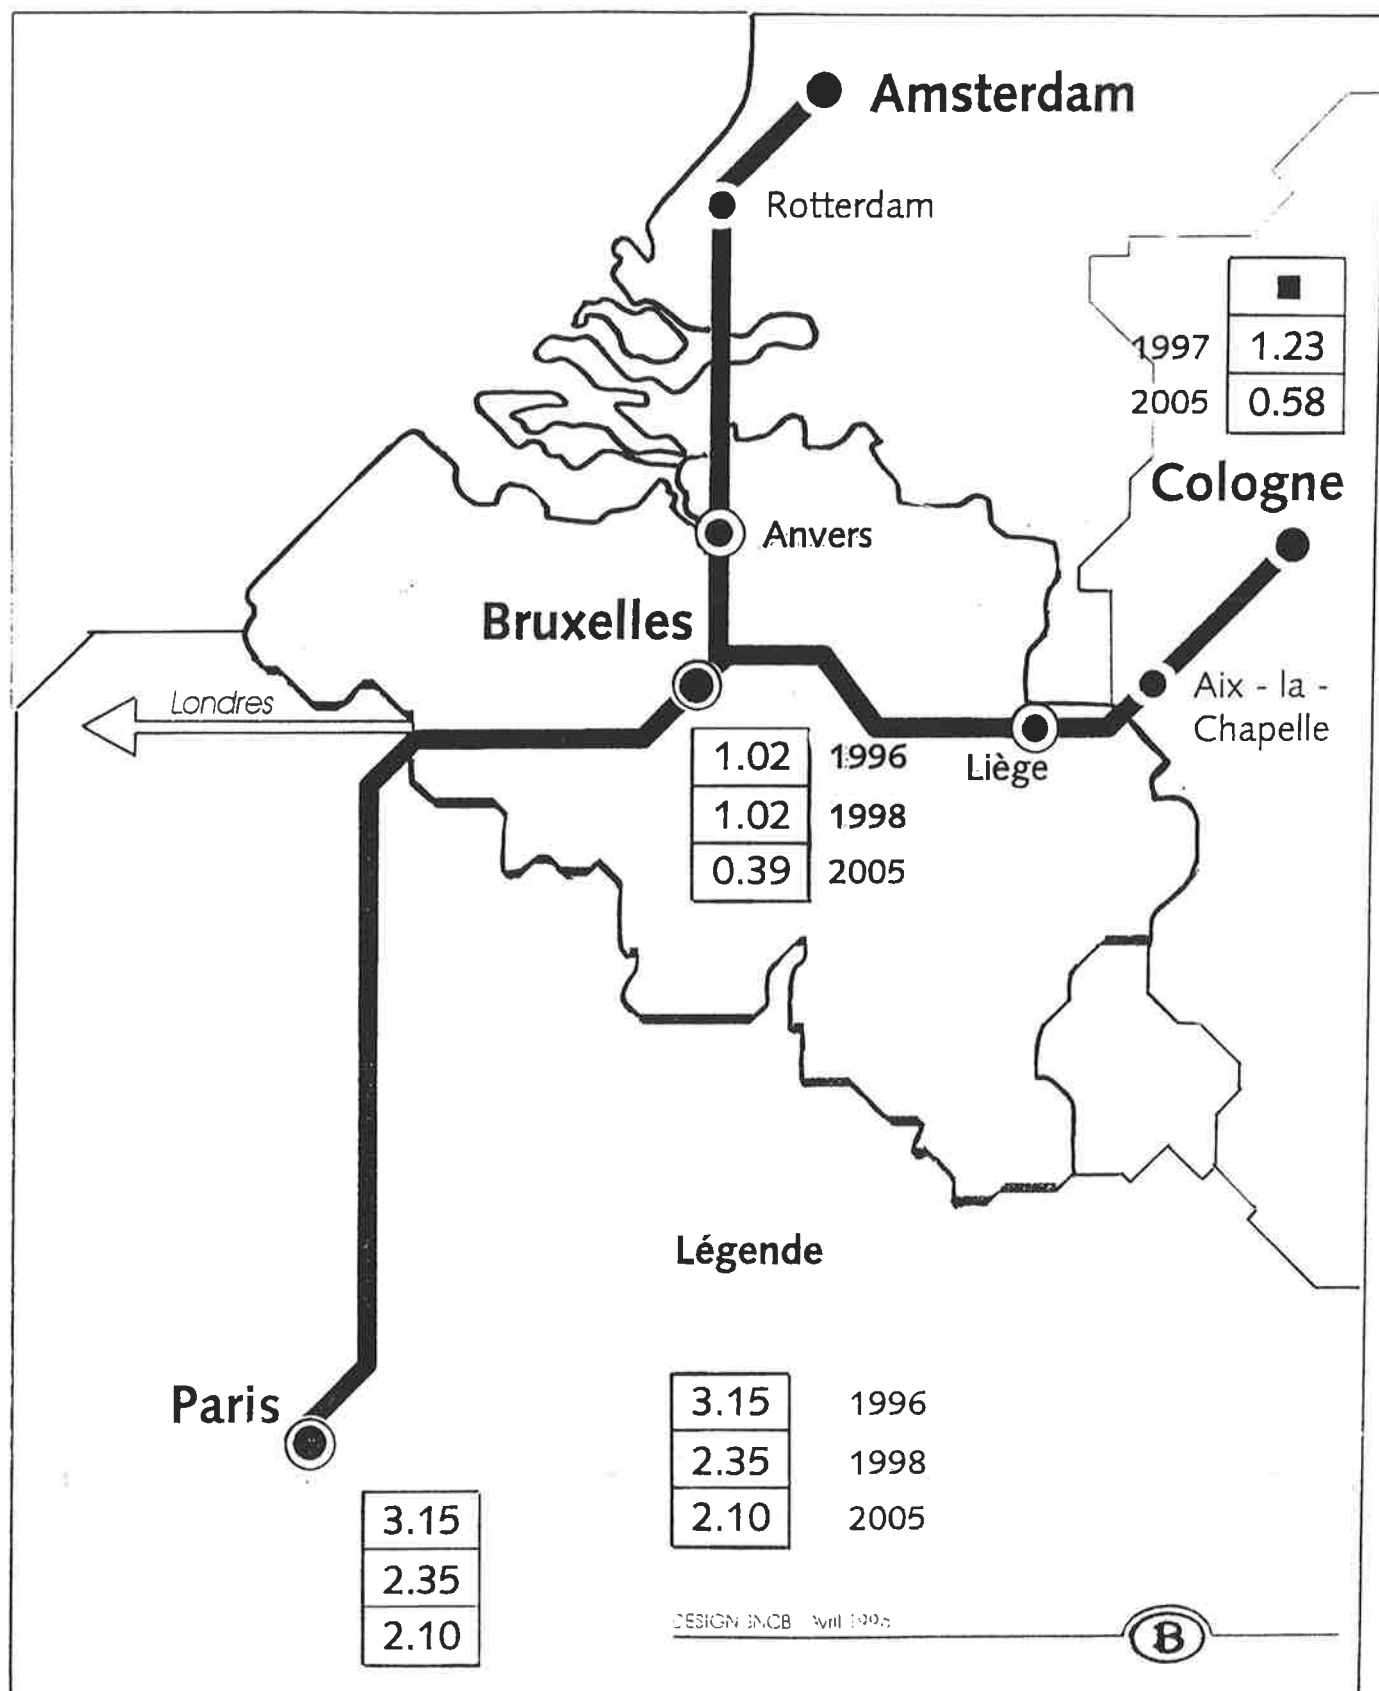 Amsterdam
Rotterdam
1997 1.23
2005 0.58
Cologne
Anvers
Bruxelles
Aix - la -
Chapelle
Londres
Liège
1.02 1996
1.02 1998
0.39 2005
Légende
Paris
3.15 1996
2.35 1998
2.10 2005
3.15
2.35
2.10
DESIGN SNCB
B